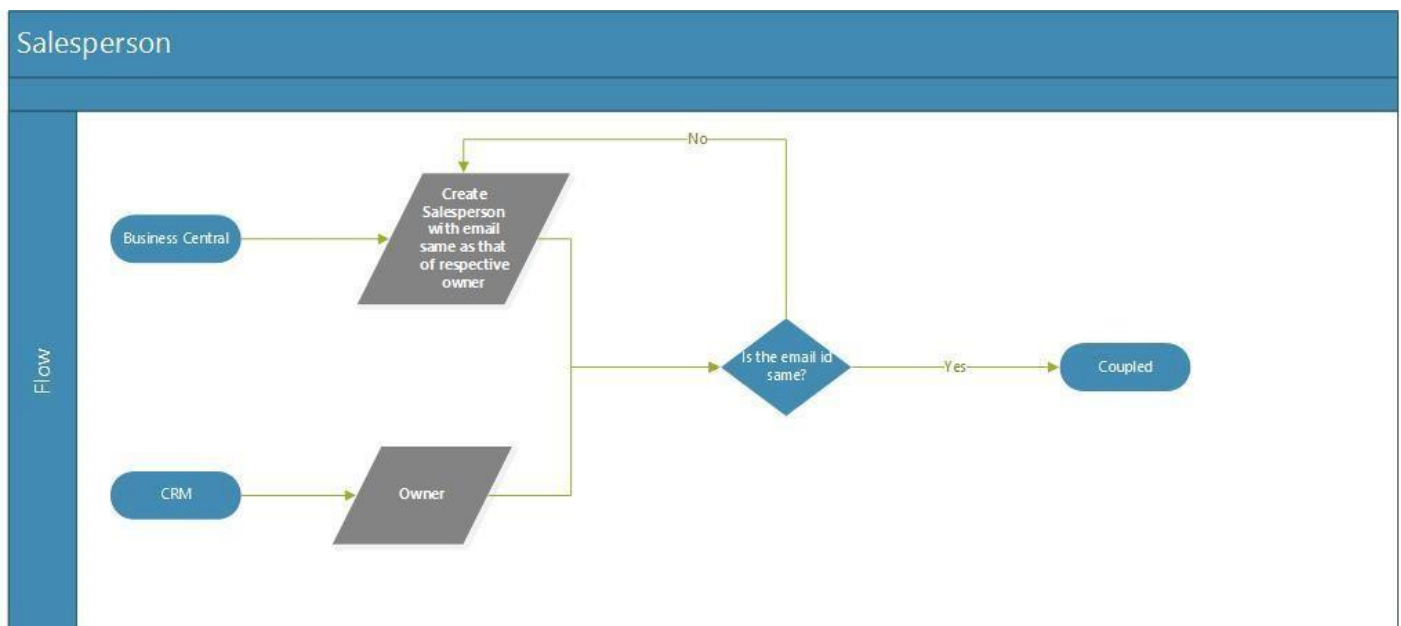 Salesperson
Flow
No
Business Central
Create
Salesperson
with email
same as that
of respective
owner
Is the email id
same?
Yes
Coupled
CRM
Owner